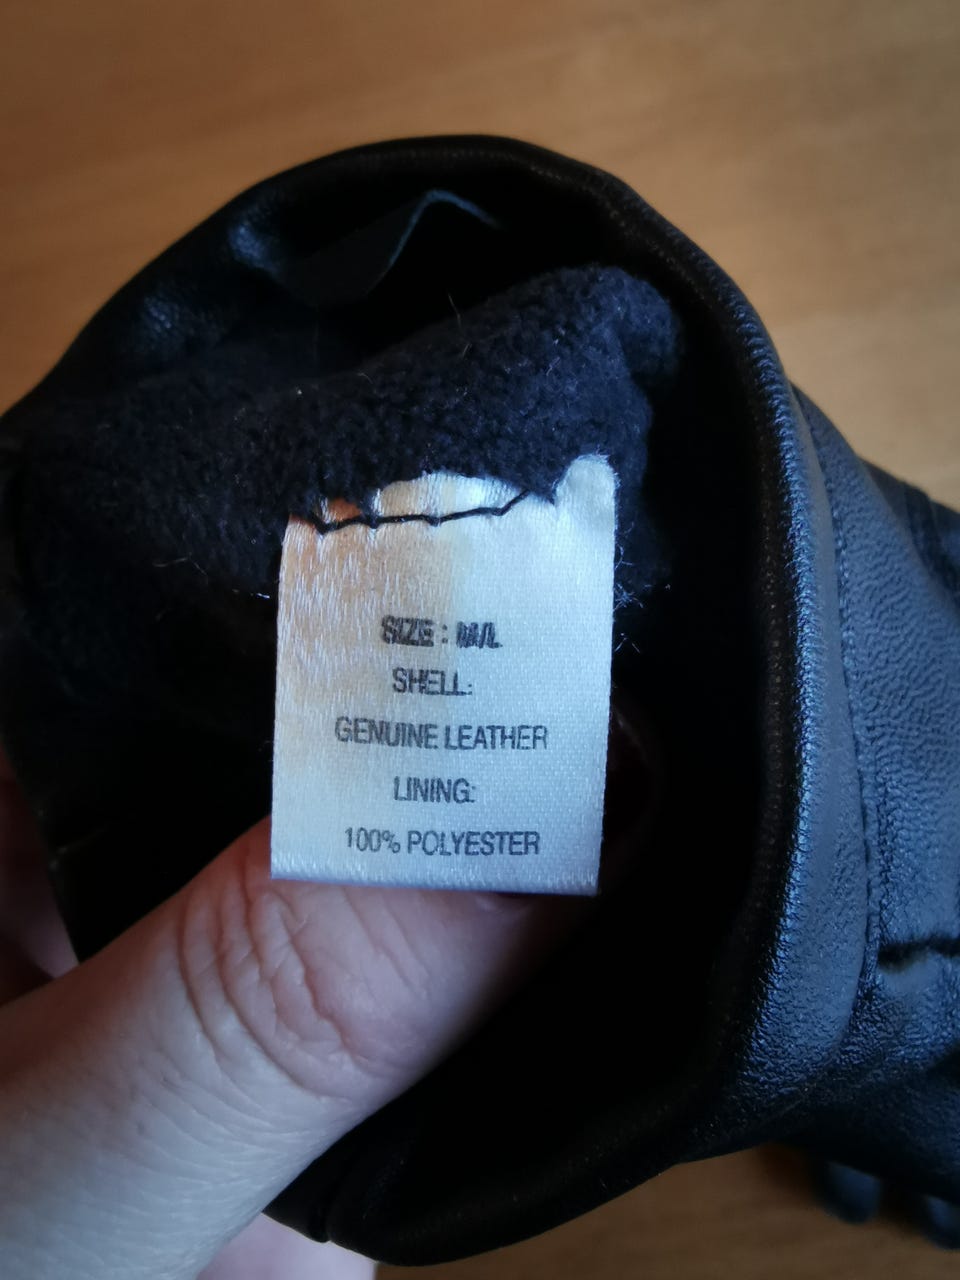 SIZE : M/L
SHELL:
GENUINE LEATHER
LINING:
100% POLYESTER